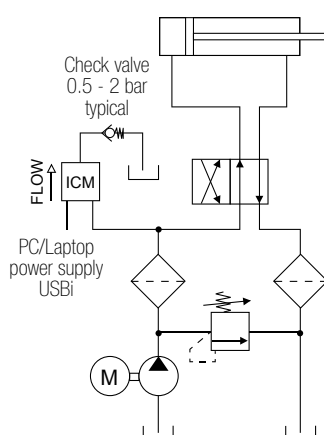 Check valve
0.5 - 2 bar
typical
FLOW
ICM
PC/Laptop
power supply
USBi
M